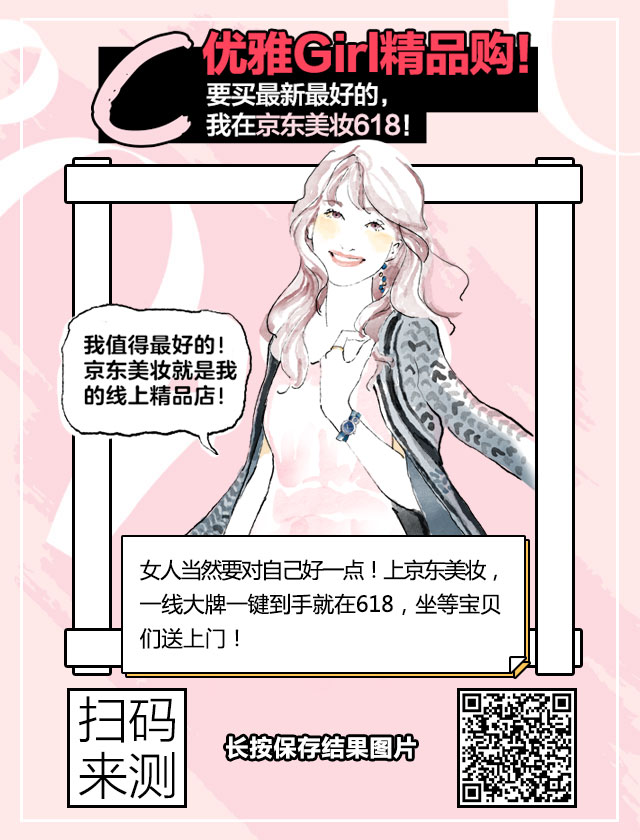 C
优雅Girl精品购!
要买最新最好的，
我在京东美妆618！
我值得最好的！
京东美妆就是我
的线上精品店！
女人当然要对自己好一点！上京东美妆，
一线大牌一键到手就在618，坐等宝贝
们送上门！
扫码
来测
长按保存结果图片